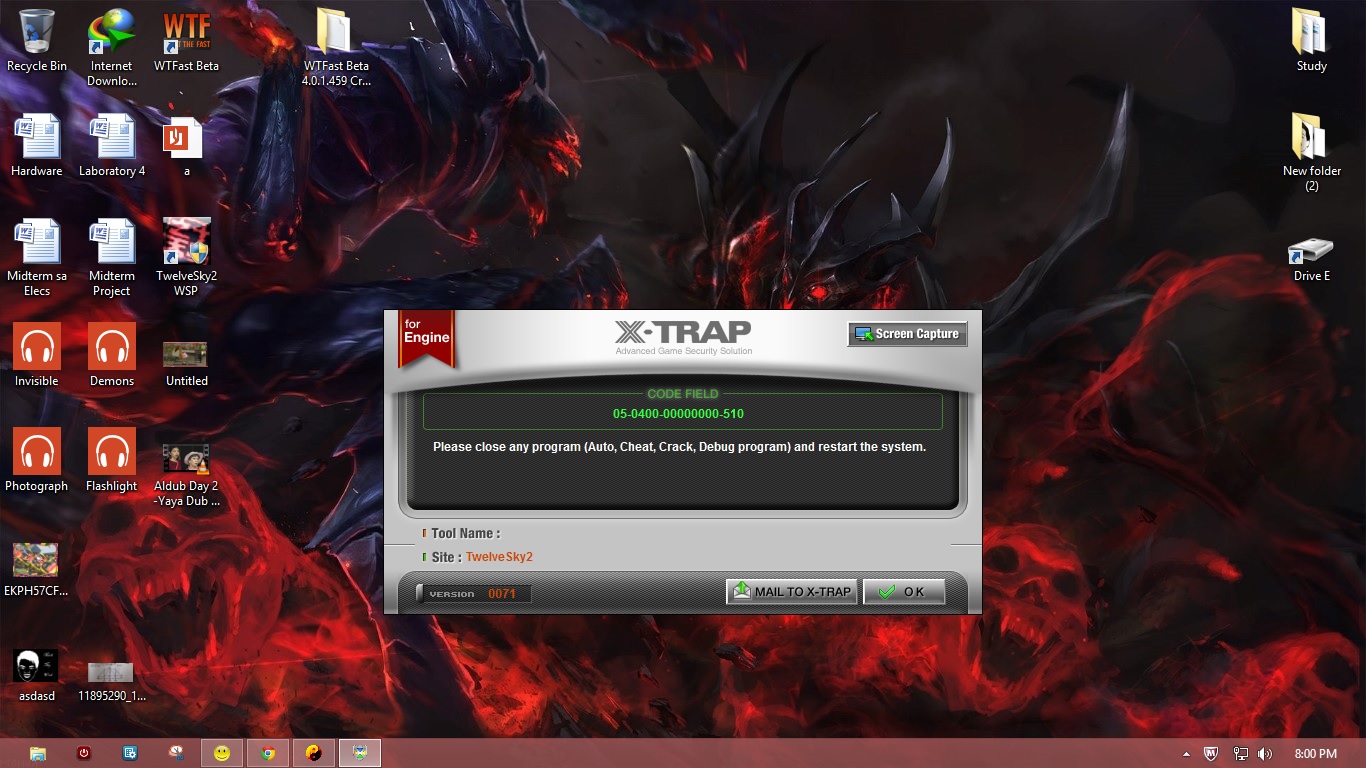 Recycle Bin
Internet
Downlo...
WTF
WTFast Beta
WTFast Beta
4.0.1.459 Cr...
Study
Hardware
Laboratory 4
a
New folder
(2)
Midterm sa
Elecs
Midterm
Project
TwelveSky2
WSP
Drive E
Invisible
Demons
Untitled
Photograph
Flashlight
Aldub Day 2
-Yaya Dub ...
EKPH57CF...
asdasd
11895290_1...
for
Engine
X-TRAP
Advanced Game Security Solution
Screen Capture
CODE FIELD
05-0400-00000000-510
Please close any program (Auto, Cheat, Crack, Debug program) and restart the system.
Tool Name :
Site : TwelveSky2
VERSION 0071
MAIL TO X-TRAP
OK
8:00 PM